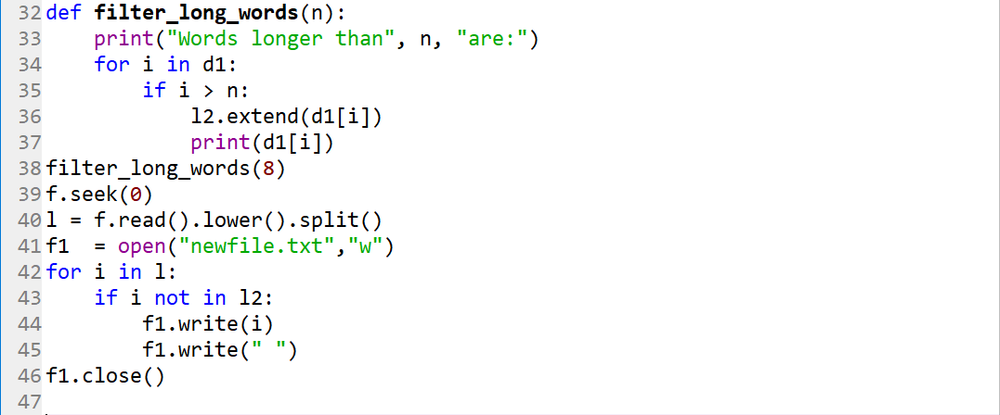 32 def filter_long_words(n):
33     print("Words longer than", n, "are:")
34     for i in d1:
35         if i > n:
36             l2.extend(d1[i])
37             print(d1[i])
38 filter_long_words(8)
39 f.seek(0)
40 l = f.read().lower().split()
41 f1  = open("newfile.txt","w")
42 for i in l:
43     if i not in l2:
44         f1.write(i)
45         f1.write(" ")
46 f1.close()
47